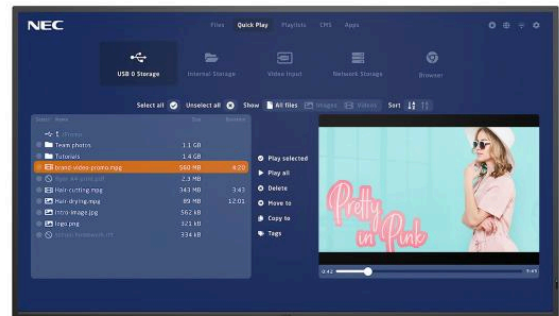 NEC
Files Quick Play Playlists CMS Apps
USB 0 Storage Internal Storage Video Input Network Storage Browser
Select all Unselect all Show All files Images Videos Sort
Name Size
Team photos 1.1 GB
Tutorials 1.4 GB
brand-video-promo.mpg 560 MB 4:20
2.3 MB
Hair-cutting.mpg 343 MB 3:43
Hair-drying.mpg 89 MB 12:01
intro-image.jpg 562 kB
logo.png 321 kB
334 kB
Play selected
Play all
Delete
Move to
Copy to
Tags
Pretty
in Pink
0:42